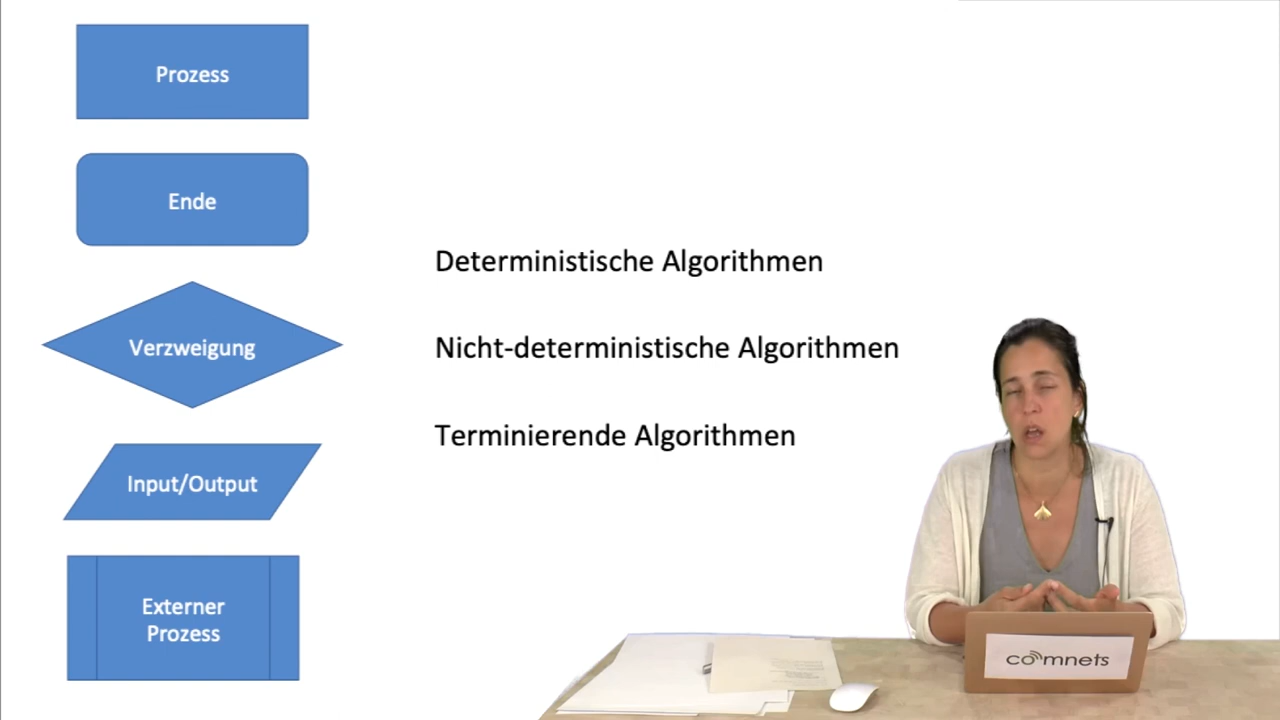 Prozess
Ende
Verzweigung
Input/Output
Externer
Prozess
Deterministische Algorithmen
Nicht-deterministische Algorithmen
Terminierende Algorithmen
comnets